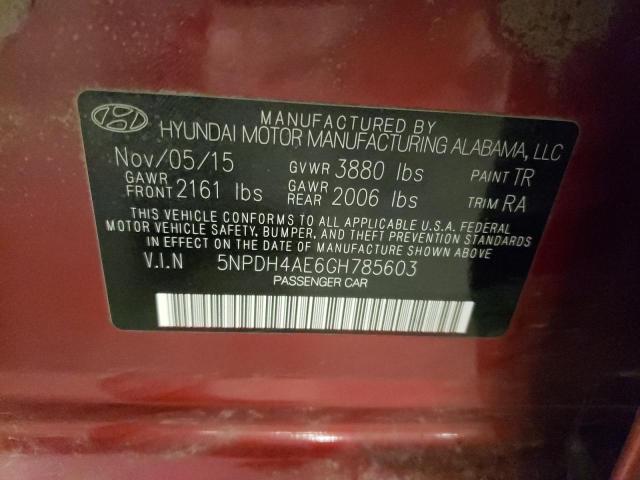 MANUFACTURED BY
HYUNDAI MOTOR MANUFACTURING ALABAMA, LLC
Nov/05/15 GVWR 3880 lbs PAINT TR
GAWR FRONT 2161 lbs GAWR REAR 2006 lbs TRIM RA
THIS VEHICLE CONFORMS TO ALL APPLICABLE U.S.A. FEDERAL
MOTOR VEHICLE SAFETY, BUMPER, AND THEFT PREVENTION STANDARDS
IN EFFECT ON THE DATE OF MANUFACTURE SHOWN ABOVE
V.I.N 5NPDH4AE6GH785603
PASSENGER CAR